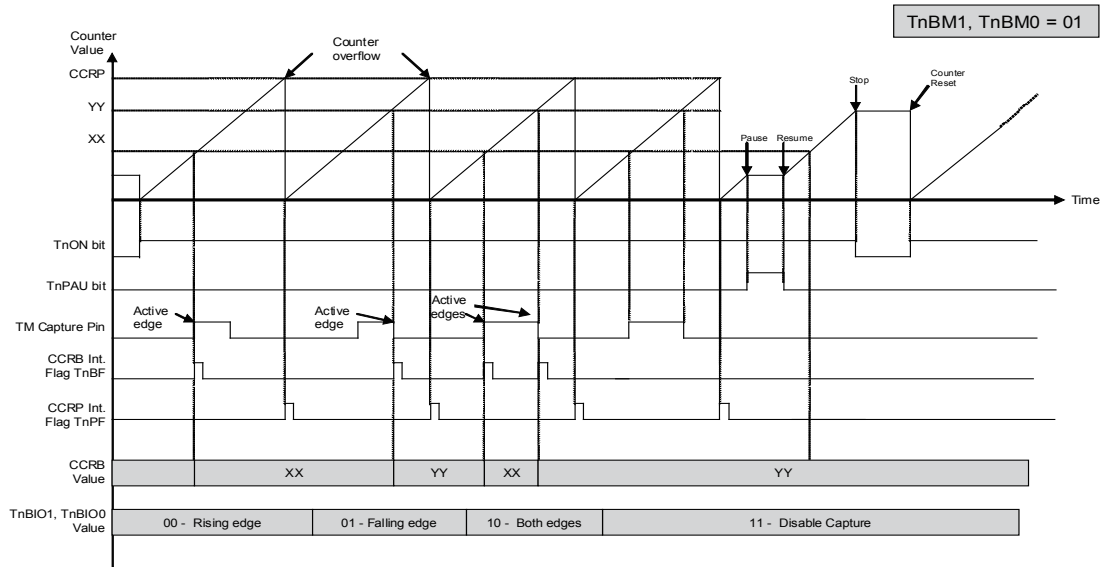 TnBM1, TnBM0 = 01
Counter
Value
Counter
overflow
CCRP
YY
XX
Stop
Counter
Reset
Pause
Resume
Time
TnON bit
TnPAU bit
TM Capture Pin
Active
edge
Active
edge
Active
edges
CCRB Int.
Flag TnBF
CCRP Int.
Flag TnPF
CCRB
Value
XX
YY
XX
YY
TnBIO1, TnBIO0
Value
00 - Rising edge
01 - Falling edge
10 - Both edges
11 - Disable Capture